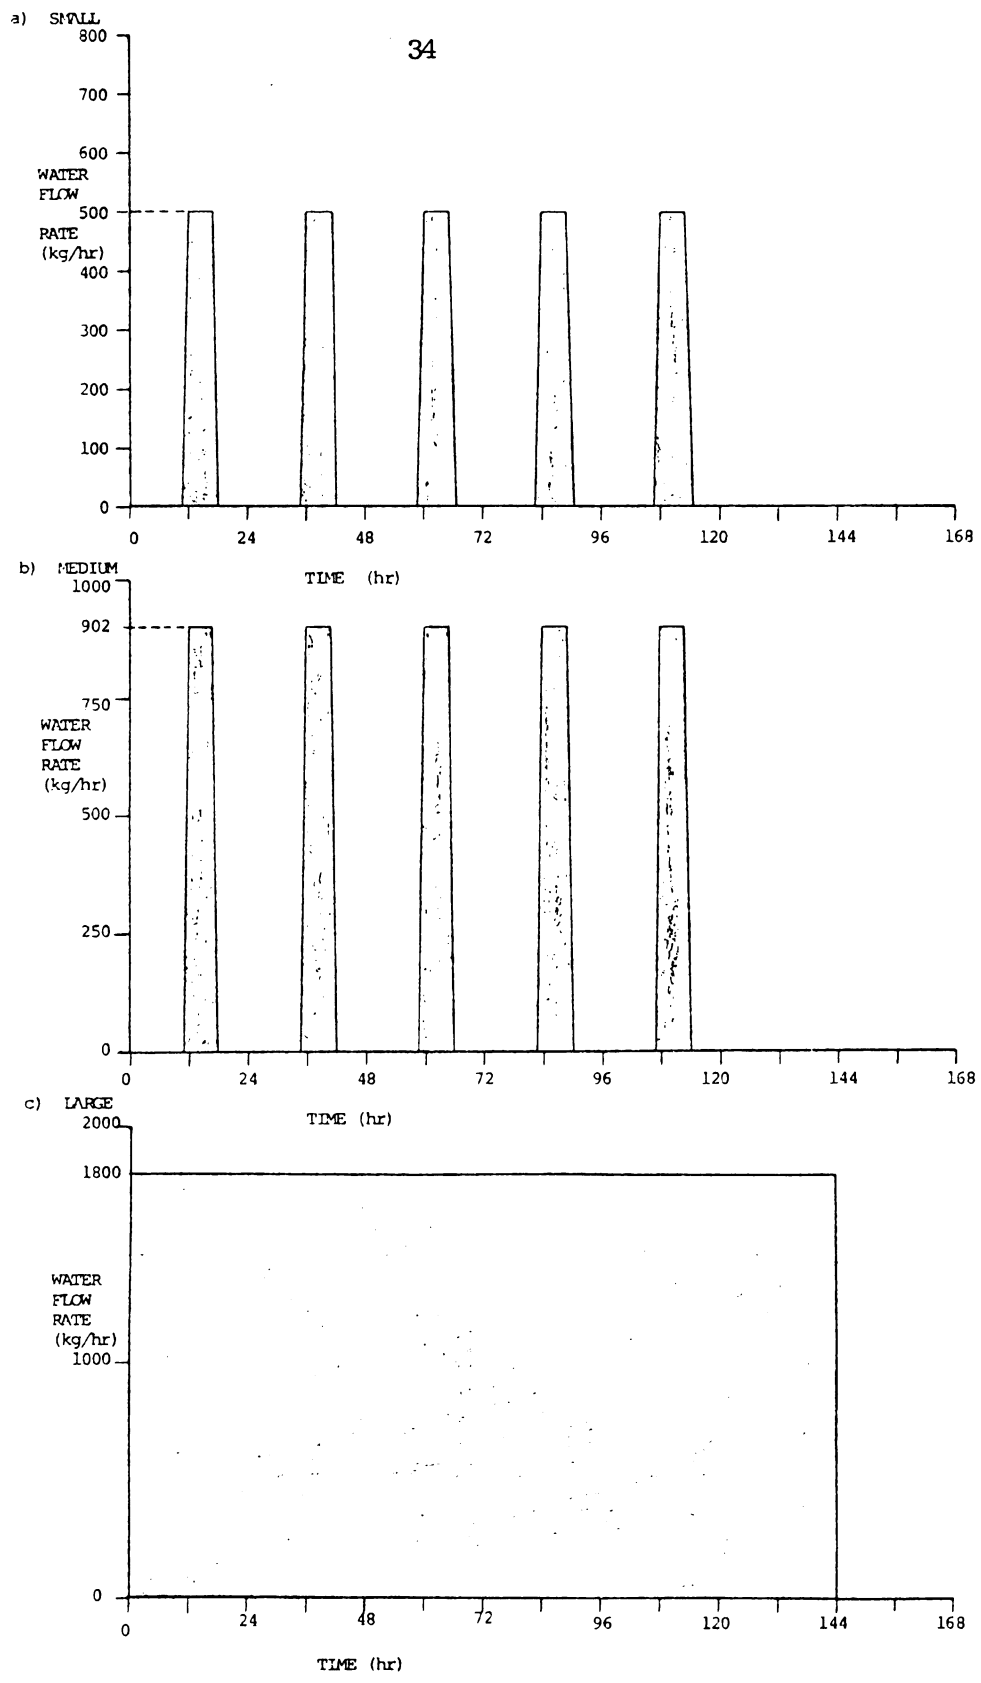 34
a) SMALL
800
700
600
WATER
FLOW
500
RATE
(kg/hr)
400
300
200
100
0
0 24 48 72 96 120 144 168
TIME (hr)
b) MEDIUM
1000
902
750
WATER
FLOW
RATE
(kg/hr)
500
250
0
0 24 48 72 96 120 144 168
TIME (hr)
c) LARGE
2000
1800
WATER
FLOW
RATE
(kg/hr)
1000
0
0 24 48 72 96 120 144 168
TIME (hr)